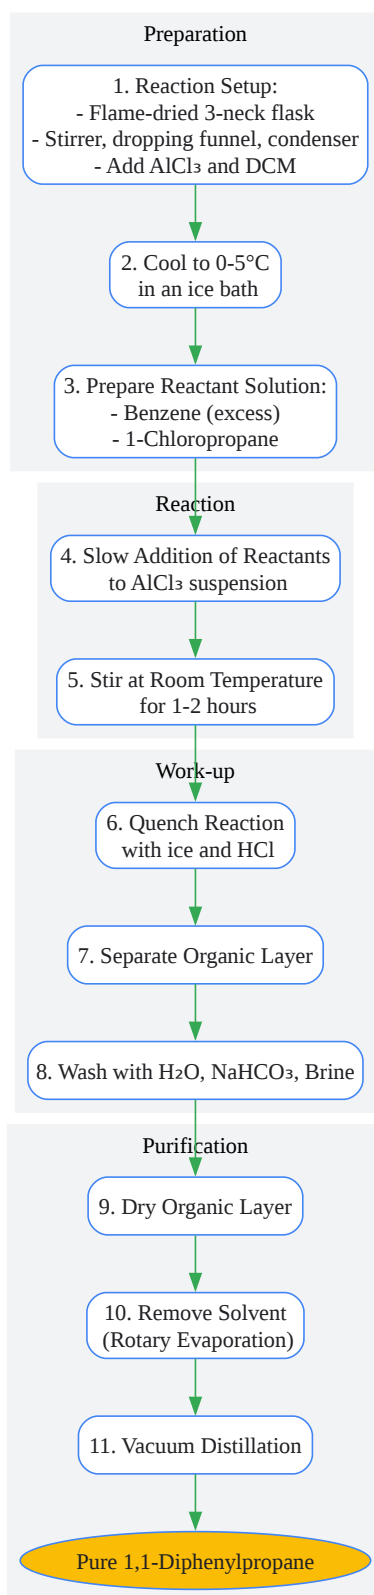 Preparation
1. Reaction Setup:
- Flame-dried 3-neck flask
- Stirrer, dropping funnel, condenser
- Add AlCl₃ and DCM
2. Cool to 0-5°C
in an ice bath
3. Prepare Reactant Solution:
- Benzene (excess)
- 1-Chloropropane
Reaction
4. Slow Addition of Reactants
to AlCl₃ suspension
5. Stir at Room Temperature
for 1-2 hours
Work-up
6. Quench Reaction
with ice and HCl
7. Separate Organic Layer
8. Wash with H₂O, NaHCO₃, Brine
Purification
9. Dry Organic Layer
10. Remove Solvent
(Rotary Evaporation)
11. Vacuum Distillation
Pure 1,1-Diphenylpropane